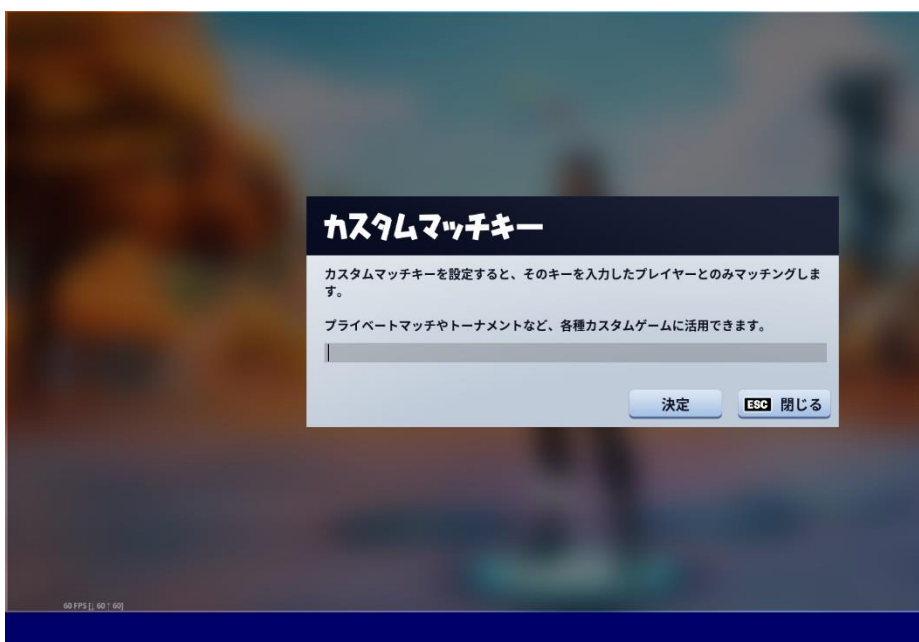 カスタムマッチキー
カスタムマッチキーを設定すると、そのキーを入力したプレイヤーとのみマッチングしま
す。
プライベートマッチやトーナメントなど、各種カスタムゲームに活用できます。
決定
ESC 閉じる
60 FPS [↓ 60 ↑ 60]